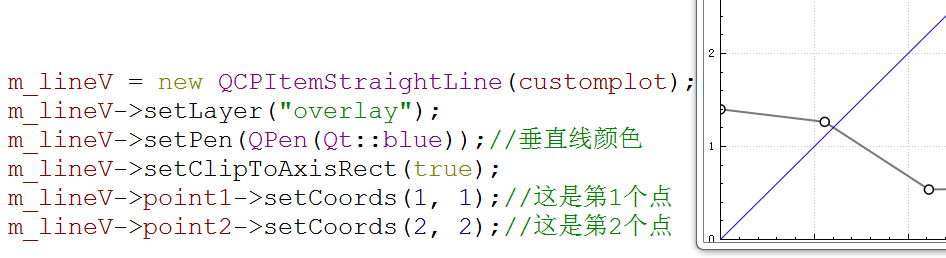 m_lineV = new QCPItemStraightLine(customplot);
m_lineV->setLayer("overlay");
m_lineV->setPen(QPen(Qt::blue));//垂直线颜色
m_lineV->setClipToAxisRect(true);
m_lineV->point1->setCoords(1, 1);//这是第1个点
m_lineV->point2->setCoords(2, 2);//这是第2个点
2
1
0